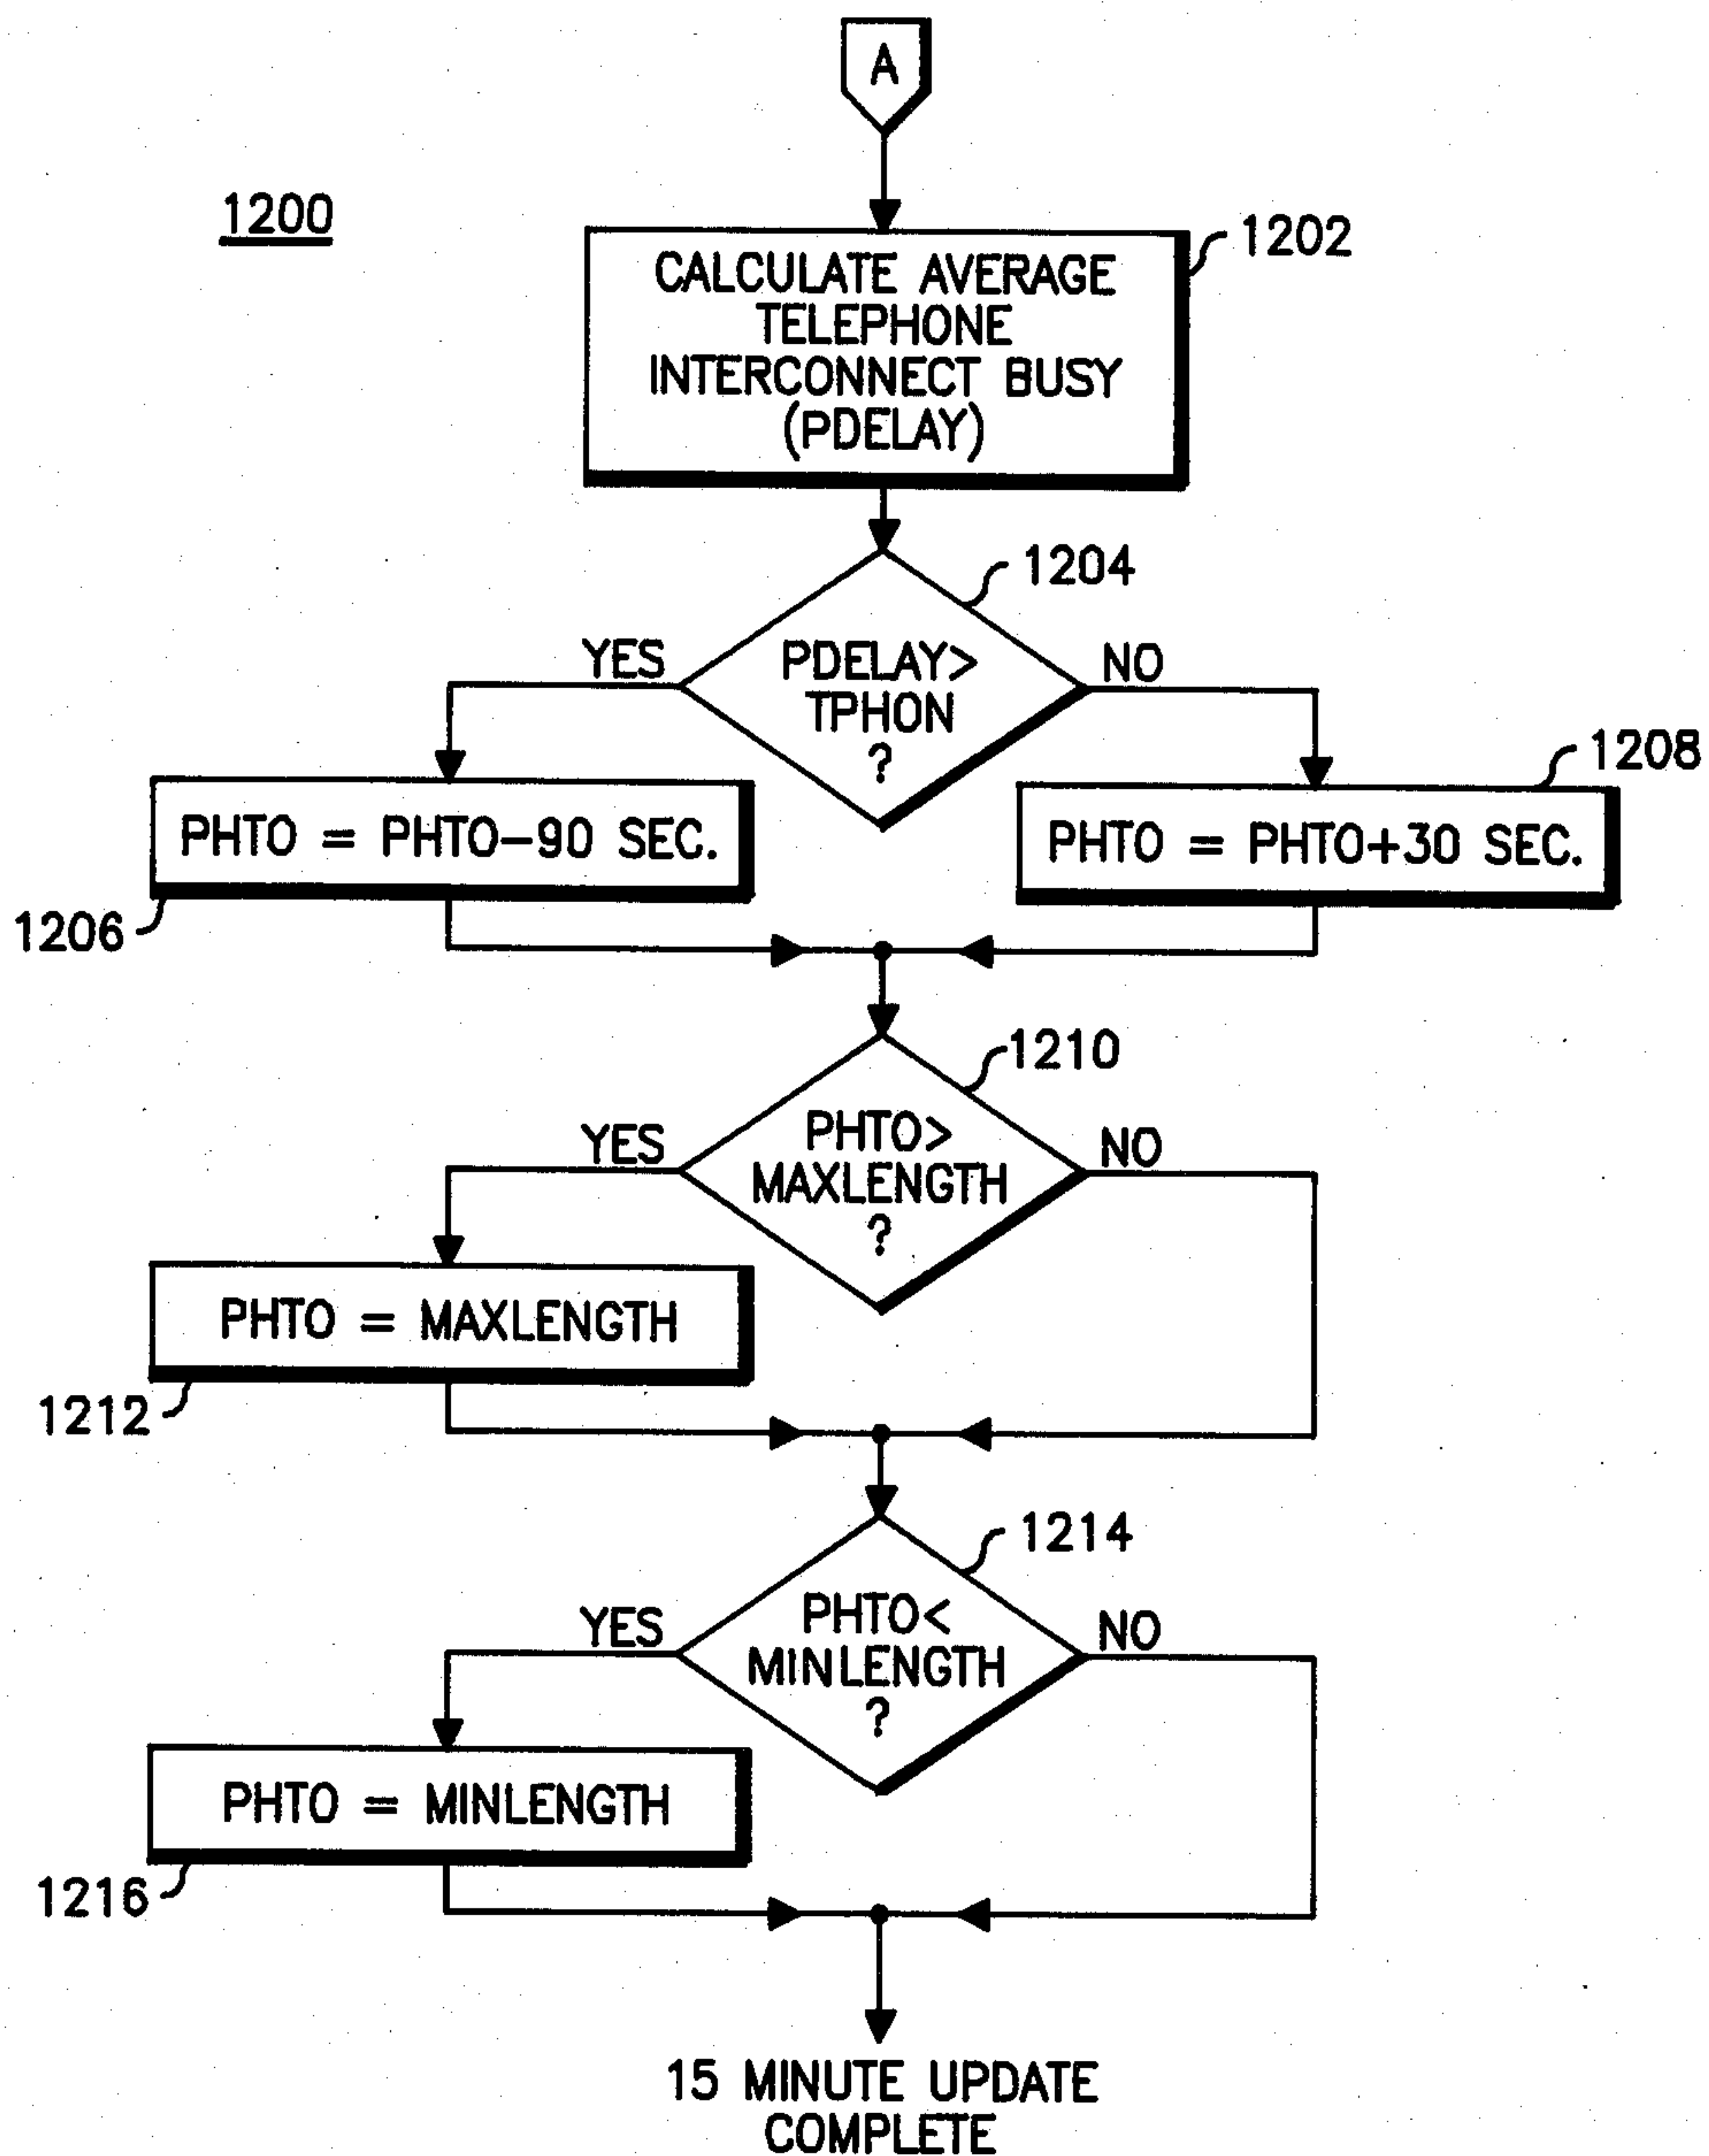 A
1200
1202
CALCULATE AVERAGE
TELEPHONE
INTERCONNECT BUSY
(PDELAY)
1204
YES
PDELAY>
TPHON
?
NO
1208
PHTO = PHTO-90 SEC.
PHTO = PHTO+30 SEC.
1206
1210
YES
PHTO>
MAXLENGTH
?
NO
PHTO = MAXLENGTH
1212
1214
YES
PHTO<
MINLENGTH
?
NO
PHTO = MINLENGTH
1216
15 MINUTE UPDATE
COMPLETE